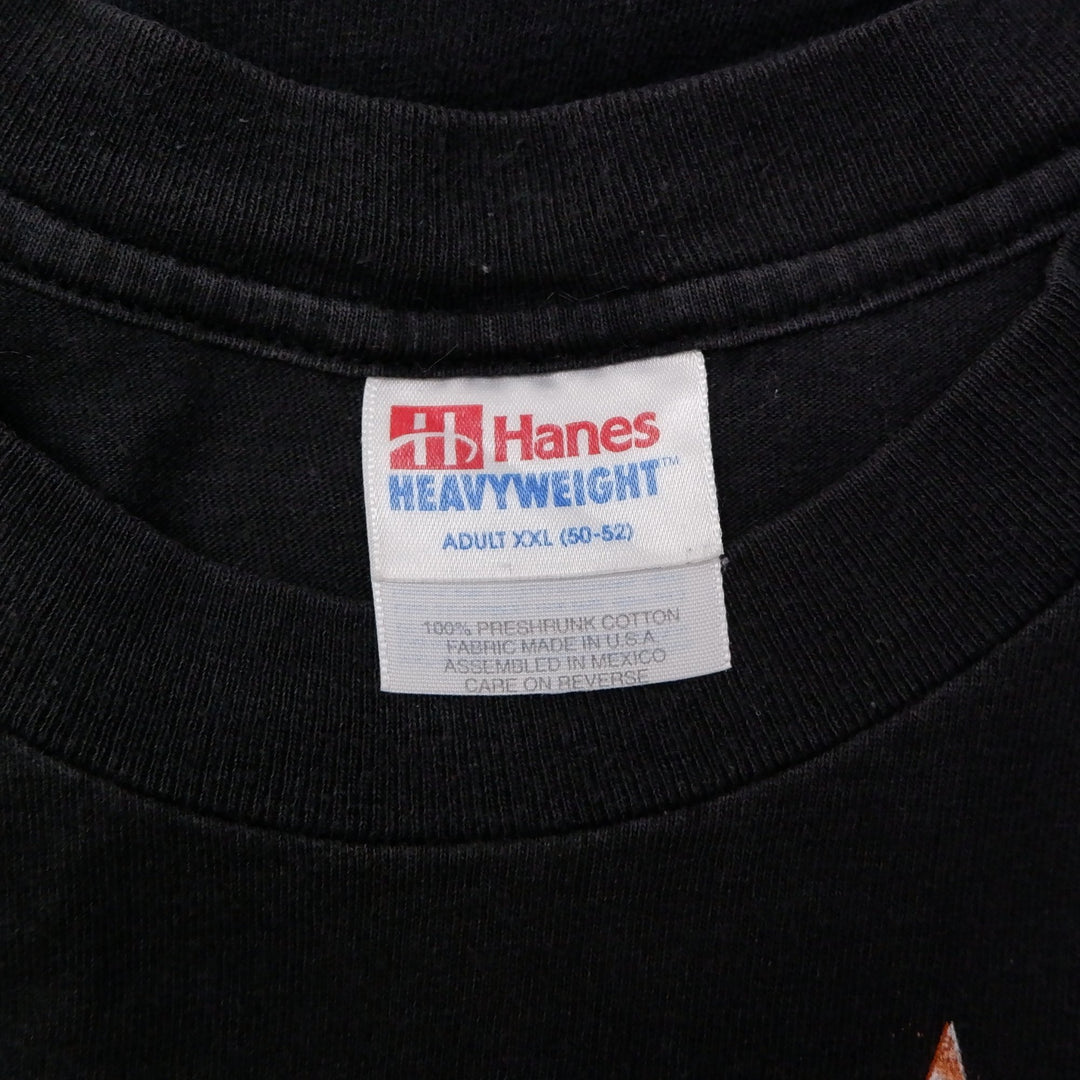 H Hanes
HEAVYWEIGHT™
ADULT XXL (50-52)
100% PRESHRUNK COTTON
FABRIC MADE IN U.S.A.
ASSEMBLED IN MEXICO
CARE ON REVERSE